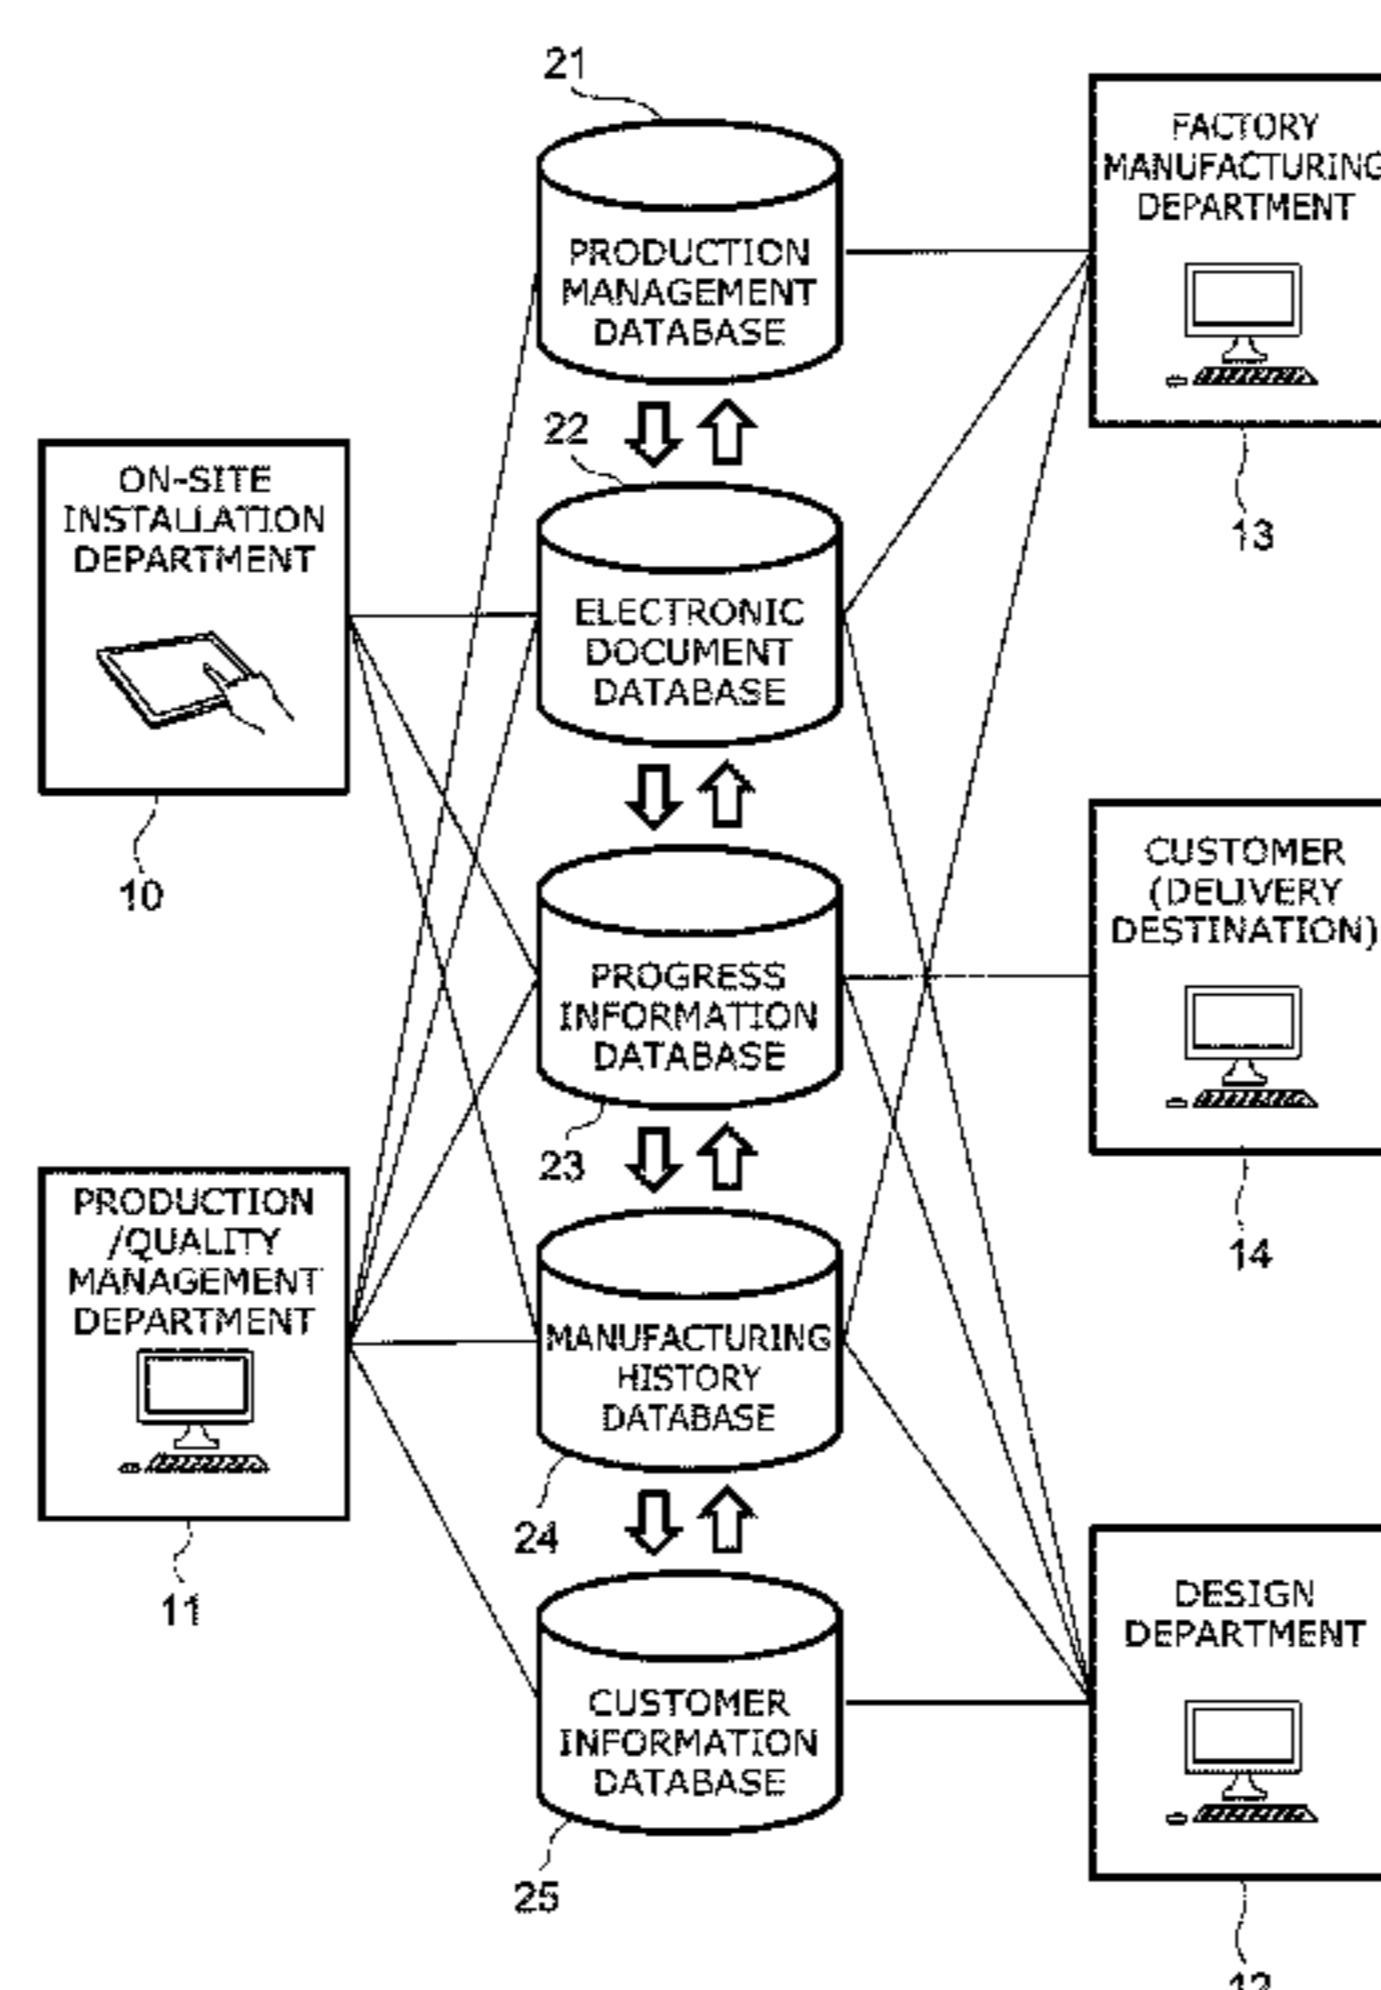 21
PRODUCTION
MANAGEMENT
DATABASE
FACTORY
MANUFACTURING
DEPARTMENT
13
22
ELECTRONIC
DOCUMENT
DATABASE
ON-SITE
INSTALLATION
DEPARTMENT
10
PROGRESS
INFORMATION
DATABASE
23
CUSTOMER
(DELIVERY
DESTINATION)
14
PRODUCTION
/QUALITY
MANAGEMENT
DEPARTMENT
11
MANUFACTURING
HISTORY
DATABASE
24
CUSTOMER
INFORMATION
DATABASE
25
DESIGN
DEPARTMENT